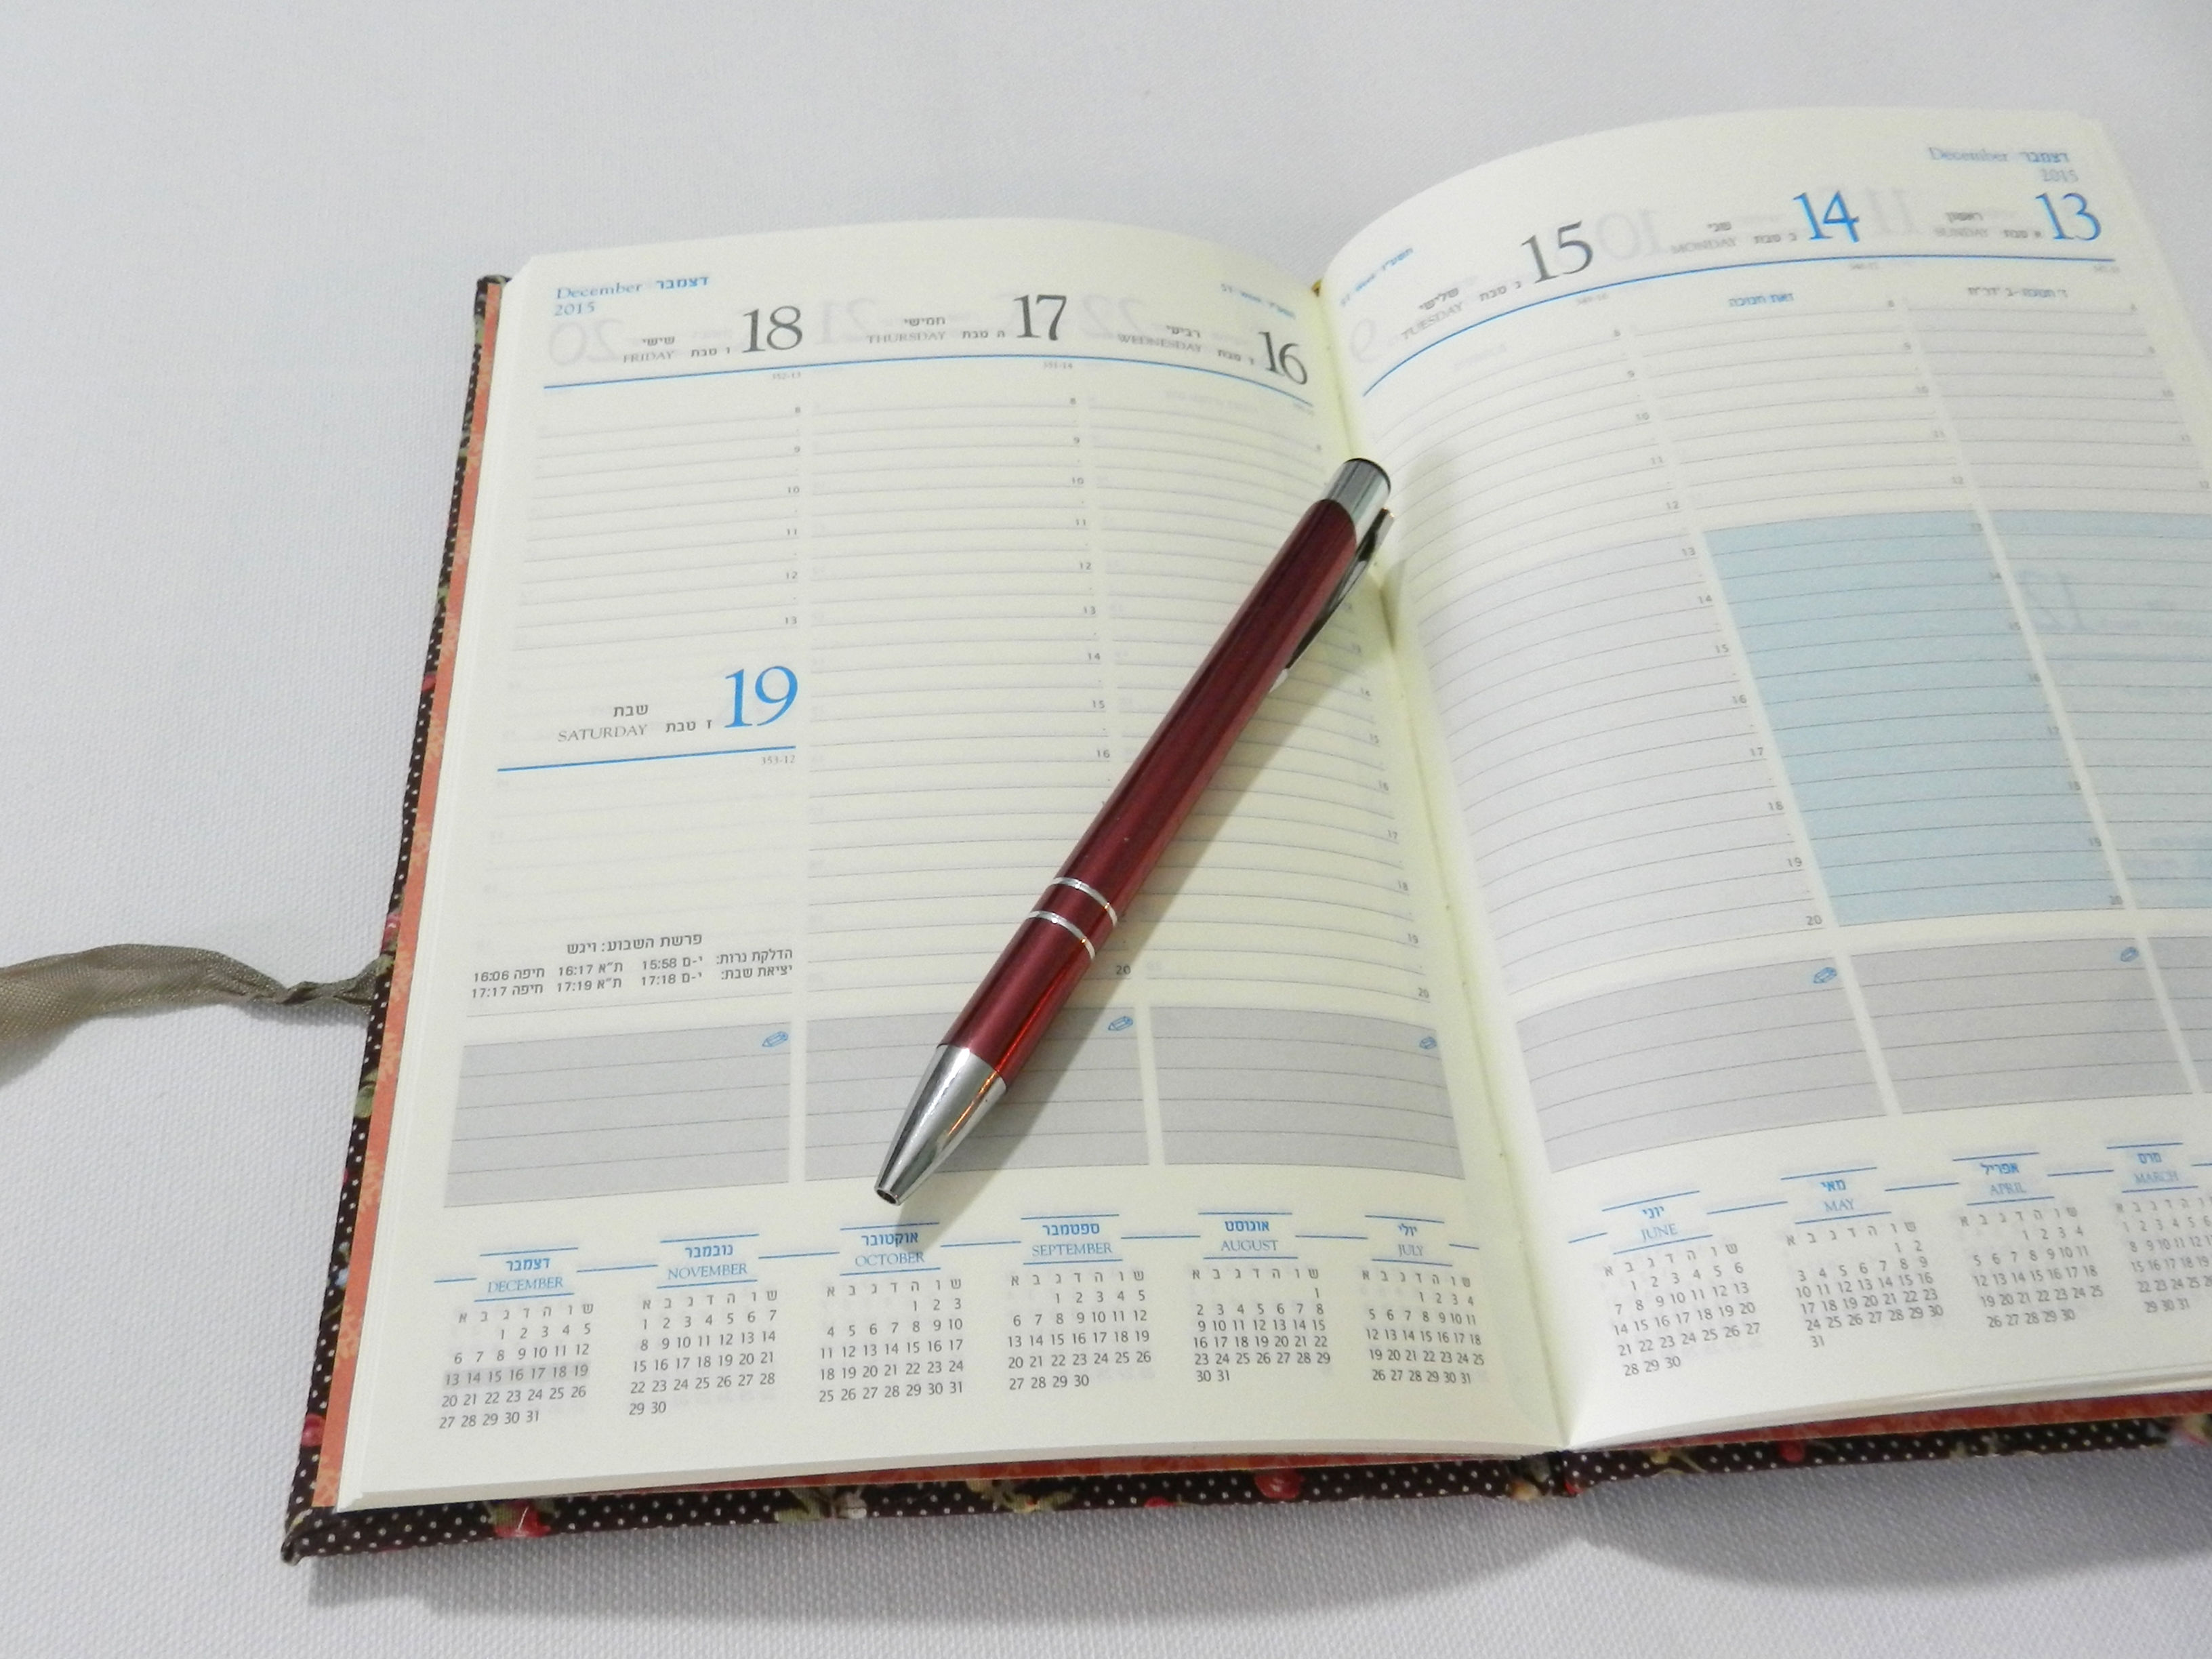 December דצמבר
2015
13 א טבת ראשון SUNDAY
14 ב טבת שני MONDAY
15 ג טבת שלישי TUESDAY
ז' חנוכה-ב' דר"ח
זאת חנוכה
8
9
10
11
12
13
14
15
16
17
18
19
20
מרס
MARCH
אפריל
APRIL
א ב ג ד ה ו ש
1 2 3 4
5 6 7 8 9 10 11
12 13 14 15 16 17 18
19 20 21 22 23 24 25
26 27 28 29 30
מאי
MAY
א ב ג ד ה ו ש
1 2
3 4 5 6 7 8 9
10 11 12 13 14 15 16
17 18 19 20 21 22 23
24 25 26 27 28 29 30
31
יוני
JUNE
א ב ג ד ה ו ש
1 2 3 4 5 6
7 8 9 10 11 12 13
14 15 16 17 18 19 20
21 22 23 24 25 26 27
28 29 30
December דצמבר
2015
16 ד טבת רביעי WEDNESDAY
17 ה טבת חמישי THURSDAY
351-14
18 ו טבת שישי FRIDAY
352-13
8
9
10
11
12
13
14
15
16
17
18
19
20
19 ז טבת שבת SATURDAY
353-12
פרשת השבוע: ויגש
הדלקת נרות: י-ם 15:58 ת"א 16:17 חיפה 16:06
יציאת שבת: י-ם 17:18 ת"א 17:19 חיפה 17:17
יולי
JULY
א ב ג ד ה ו ש
1 2 3 4
5 6 7 8 9 10 11
12 13 14 15 16 17 18
19 20 21 22 23 24 25
26 27 28 29 30 31
אוגוסט
AUGUST
א ב ג ד ה ו ש
1
2 3 4 5 6 7 8
9 10 11 12 13 14 15
16 17 18 19 20 21 22
23 24 25 26 27 28 29
30 31
ספטמבר
SEPTEMBER
א ב ג ד ה ו ש
1 2 3 4 5
6 7 8 9 10 11 12
13 14 15 16 17 18 19
20 21 22 23 24 25 26
27 28 29 30
אוקטובר
OCTOBER
א ב ג ד ה ו ש
1 2 3
4 5 6 7 8 9 10
11 12 13 14 15 16 17
18 19 20 21 22 23 24
25 26 27 28 29 30 31
נובמבר
NOVEMBER
א ב ג ד ה ו ש
1 2 3 4 5 6 7
8 9 10 11 12 13 14
15 16 17 18 19 20 21
22 23 24 25 26 27 28
29 30
דצמבר
DECEMBER
א ב ג ד ה ו ש
1 2 3 4 5
6 7 8 9 10 11 12
13 14 15 16 17 18 19
20 21 22 23 24 25 26
27 28 29 30 31